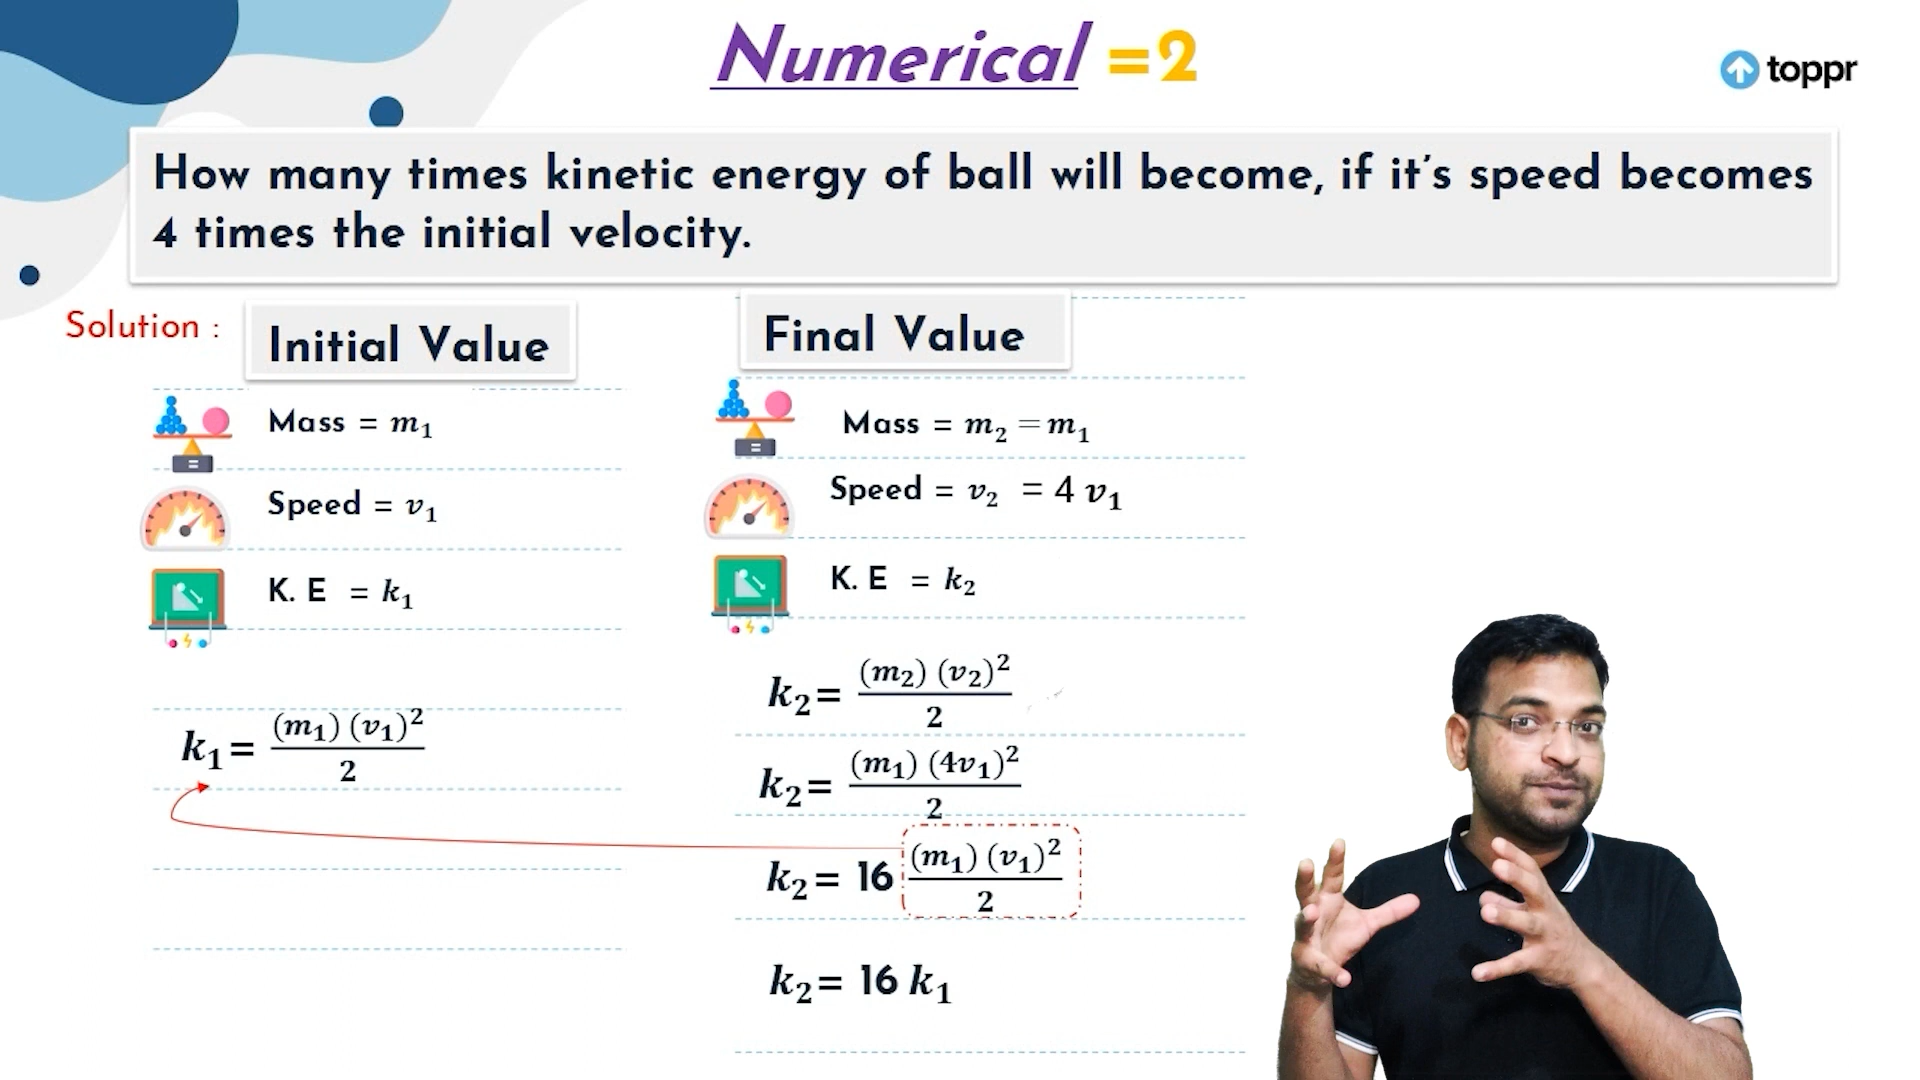 Numerical =2
toppr
How many times kinetic energy of ball will become, if it's speed becomes
4 times the initial velocity.
Solution :
Initial Value
Mass = m₁
Speed = v₁
K. E = k₁
k₁= (m₁) (v₁)² / 2
Final Value
Mass = m₂ = m₁
Speed = v₂ = 4 v₁
K. E = k₂
k₂= (m₂) (v₂)² / 2
k₂= (m₁) (4v₁)² / 2
k₂= 16 (m₁) (v₁)² / 2
k₂= 16 k₁